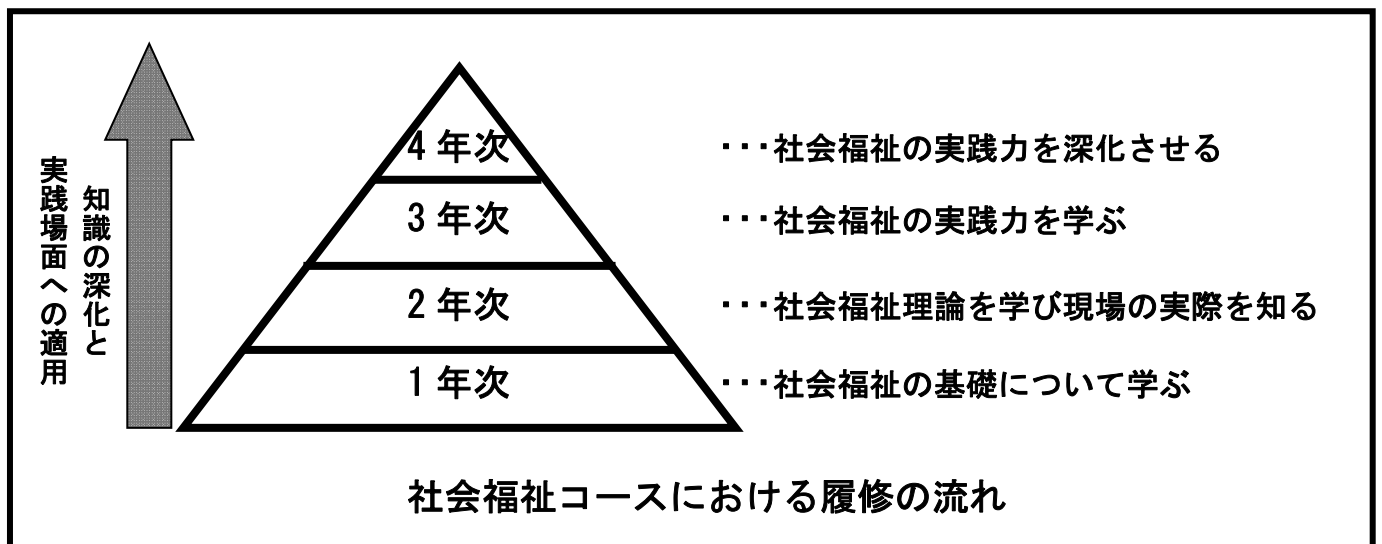 知識の深化と
実践場面への適用
4 年次
･･･社会福祉の実践力を深化させる
3 年次
･･･社会福祉の実践力を学ぶ
2 年次
･･･社会福祉理論を学び現場の実際を知る
1 年次
･･･社会福祉の基礎について学ぶ
社会福祉コースにおける履修の流れ